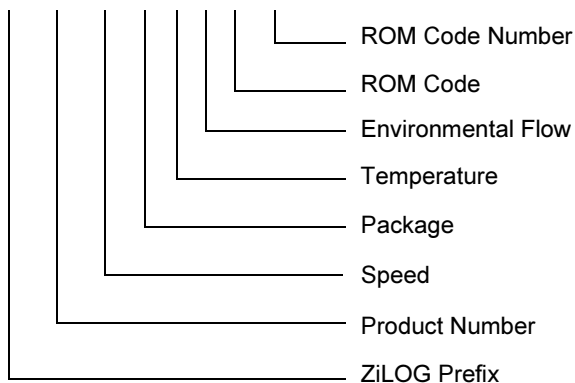 ROM Code Number
ROM Code
Environmental Flow
Temperature
Package
Speed
Product Number
ZiLOG Prefix